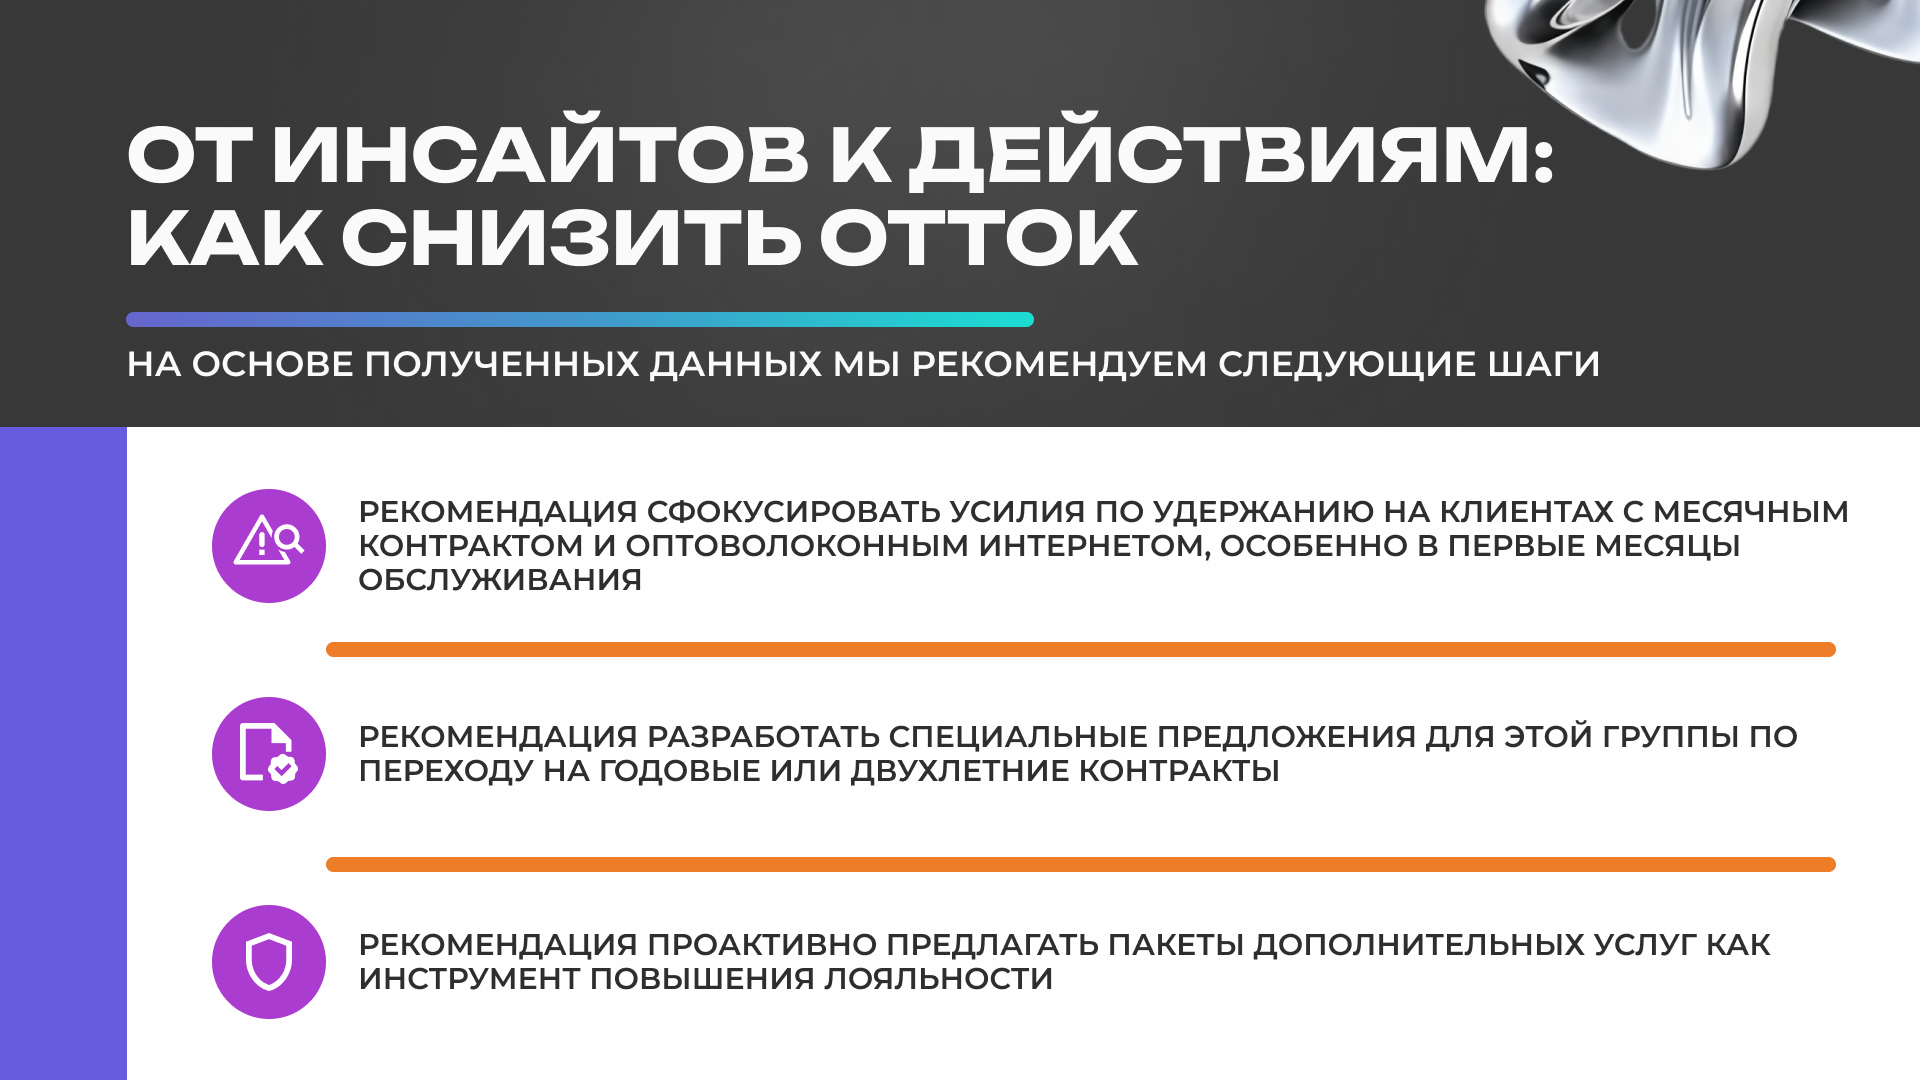 ОТ ИНСАЙТОВ К ДЕЙСТВИЯМ:
КАК СНИЗИТЬ ОТТОК
НА ОСНОВЕ ПОЛУЧЕННЫХ ДАННЫХ МЫ РЕКОМЕНДУЕМ СЛЕДУЮЩИЕ ШАГИ
РЕКОМЕНДАЦИЯ СФОКУСИРОВАТЬ УСИЛИЯ ПО УДЕРЖАНИЮ НА КЛИЕНТАХ С МЕСЯЧНЫМ
КОНТРАКТОМ И ОПТОВОЛОКОННЫМ ИНТЕРНЕТОМ, ОСОБЕННО В ПЕРВЫЕ МЕСЯЦЫ
ОБСЛУЖИВАНИЯ
РЕКОМЕНДАЦИЯ РАЗРАБОТАТЬ СПЕЦИАЛЬНЫЕ ПРЕДЛОЖЕНИЯ ДЛЯ ЭТОЙ ГРУППЫ ПО
ПЕРЕХОДУ НА ГОДОВЫЕ ИЛИ ДВУХЛЕТНИЕ КОНТРАКТЫ
РЕКОМЕНДАЦИЯ ПРОАКТИВНО ПРЕДЛАГАТЬ ПАКЕТЫ ДОПОЛНИТЕЛЬНЫХ УСЛУГ КАК
ИНСТРУМЕНТ ПОВЫШЕНИЯ ЛОЯЛЬНОСТИ